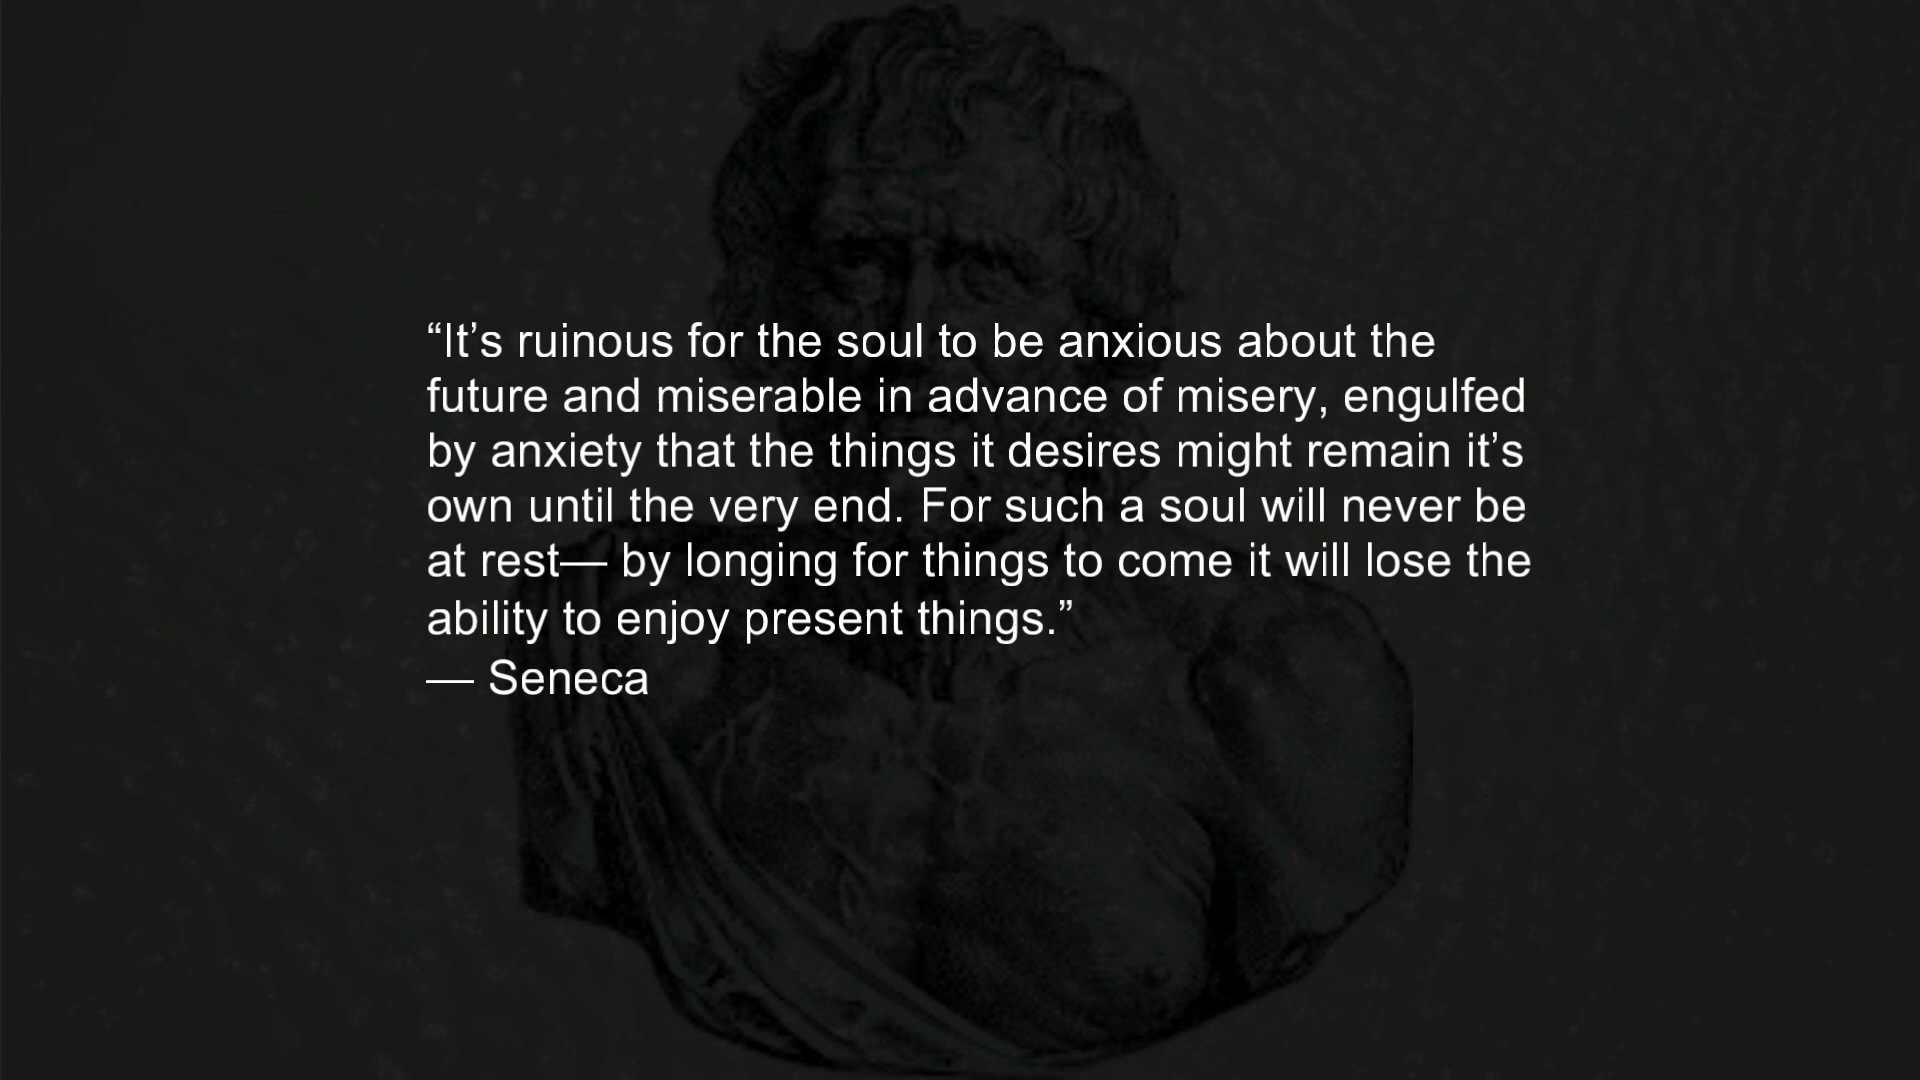 “It’s ruinous for the soul to be anxious about the
future and miserable in advance of misery, engulfed
by anxiety that the things it desires might remain it’s
own until the very end. For such a soul will never be
at rest— by longing for things to come it will lose the
ability to enjoy present things.”
— Seneca